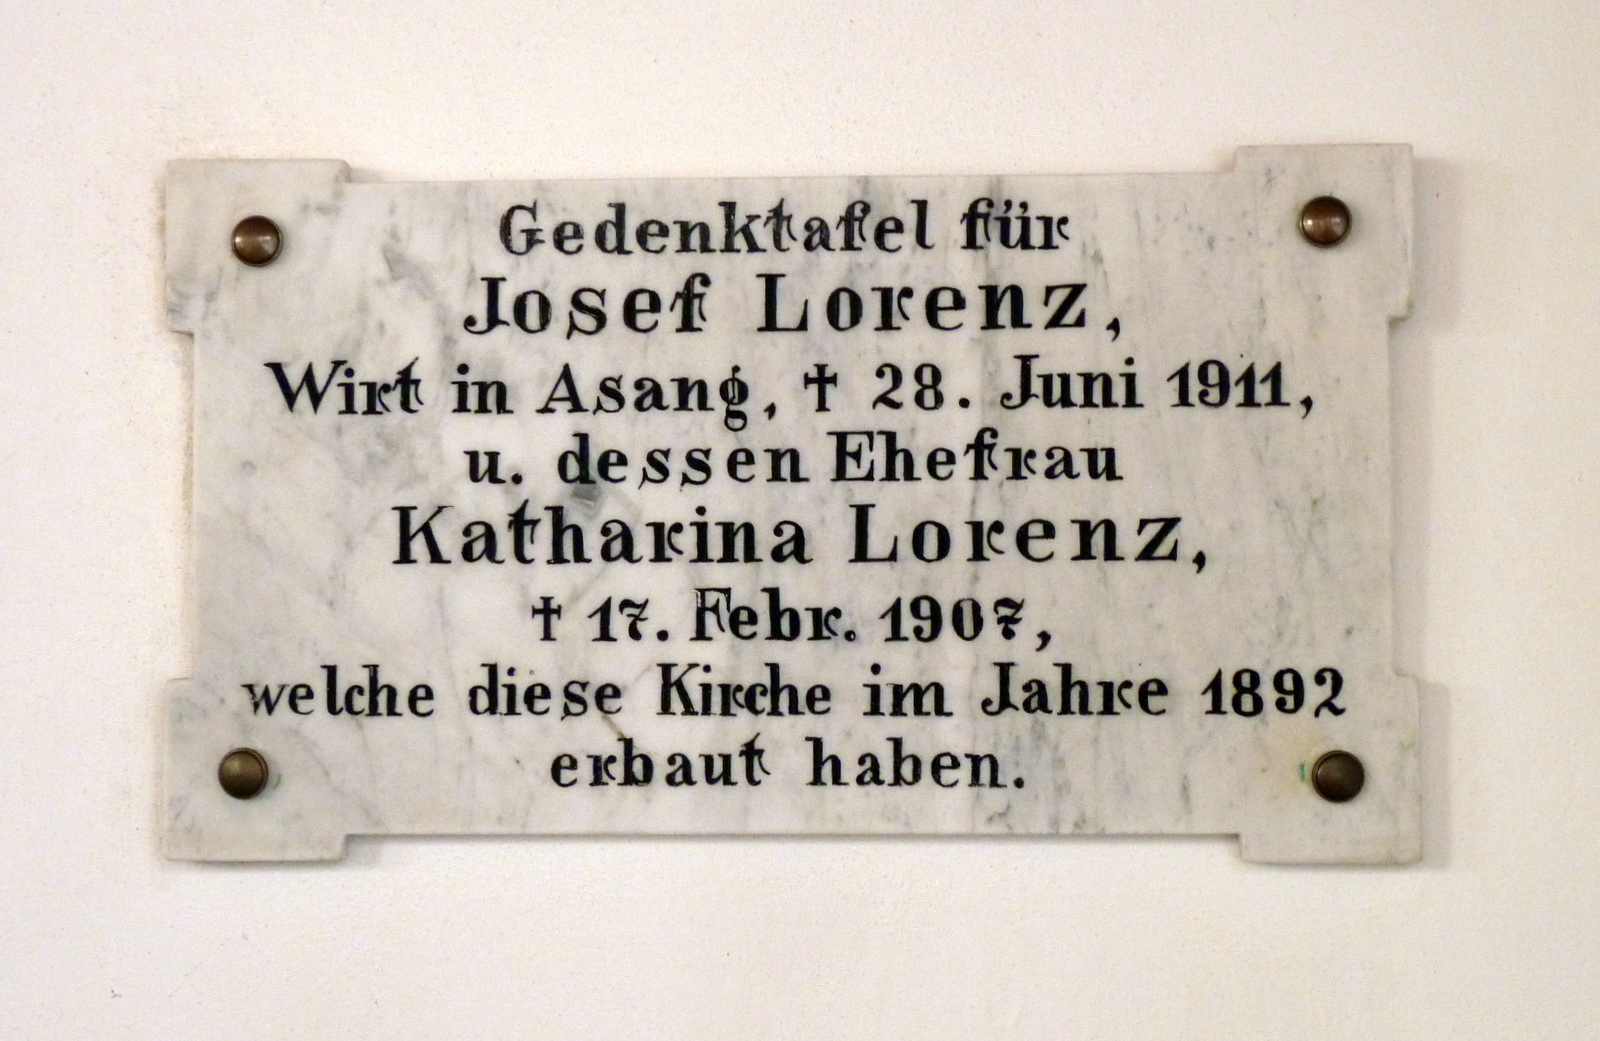 Gedenktafel für
Josef Lorenz,
Wirt in Asang, † 28. Juni 1911,
u. dessen Ehefrau
Katharina Lorenz,
† 17. Febr. 1907,
welche diese Kirche im Jahre 1892
erbaut haben.